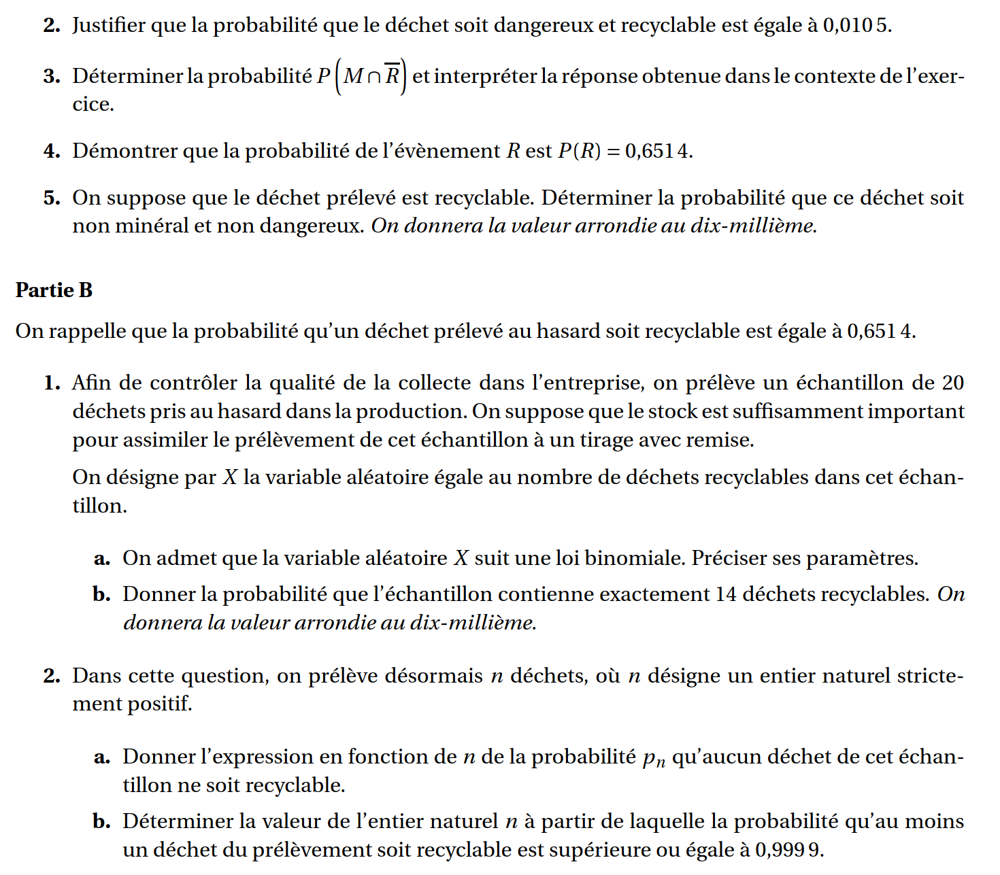 2. Justifier que la probabilité que le déchet soit dangereux et recyclable est égale à 0,010 5.
3. Déterminer la probabilité P(M ∩ R̅) et interpréter la réponse obtenue dans le contexte de l’exer-
cice.
4. Démontrer que la probabilité de l’évènement R est P(R) = 0,651 4.
5. On suppose que le déchet prélevé est recyclable. Déterminer la probabilité que ce déchet soit
non minéral et non dangereux. On donnera la valeur arrondie au dix-millième.
Partie B
On rappelle que la probabilité qu’un déchet prélevé au hasard soit recyclable est égale à 0,651 4.
1. Afin de contrôler la qualité de la collecte dans l’entreprise, on prélève un échantillon de 20
déchets pris au hasard dans la production. On suppose que le stock est suffisamment important
pour assimiler le prélèvement de cet échantillon à un tirage avec remise.
On désigne par X la variable aléatoire égale au nombre de déchets recyclables dans cet échan-
tillon.
a. On admet que la variable aléatoire X suit une loi binomiale. Préciser ses paramètres.
b. Donner la probabilité que l’échantillon contienne exactement 14 déchets recyclables. On
donnera la valeur arrondie au dix-millième.
2. Dans cette question, on prélève désormais n déchets, où n désigne un entier naturel stricte-
ment positif.
a. Donner l’expression en fonction de n de la probabilité pₙ qu’aucun déchet de cet échan-
tillon ne soit recyclable.
b. Déterminer la valeur de l’entier naturel n à partir de laquelle la probabilité qu’au moins
un déchet du prélèvement soit recyclable est supérieure ou égale à 0,999 9.